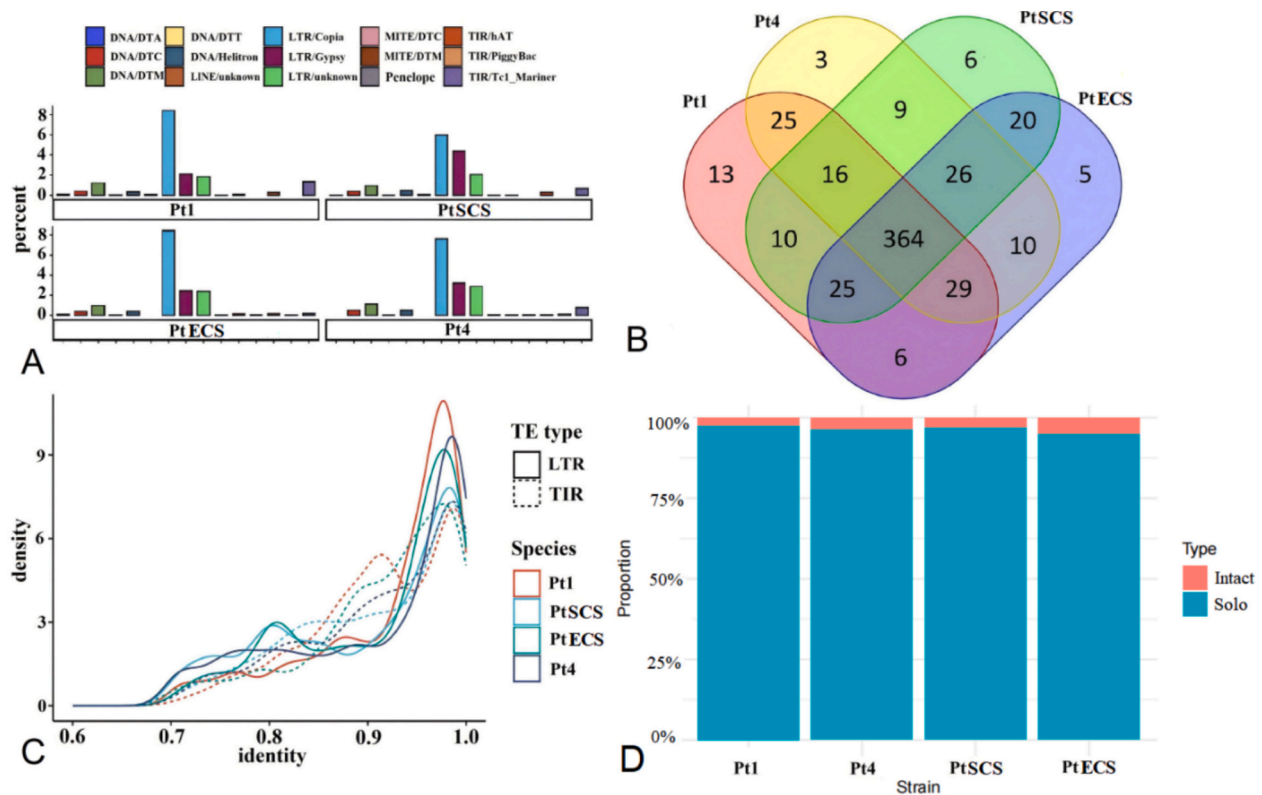 DNA/DTA DNA/DTT LTR/Copia MITE/DTC TIR/hAT
DNA/DTC DNA/Helitron LTR/Gypsy MITE/DTM TIR/PiggyBac
DNA/DTM LINE/unknown LTR/unknown Penelope TIR/Tc1_Mariner
percent
8
6
4
2
0
Pt1 PtSCS
8
6
4
2
0
PtECS Pt4
A
Pt4 PtSCS
Pt1 PtECS
3 6
25 9 20
13 16 26 5
10 364 10
25 29
6
B
density
9
6
3
0
0.6 0.7 0.8 0.9 1.0
identity
TE type
LTR
TIR
Species
Pt1
PtSCS
PtECS
Pt4
C
Proportion
100%
75%
50%
25%
0%
Pt1 Pt4 PtSCS PtECS
Strain
Type
Intact
Solo
D